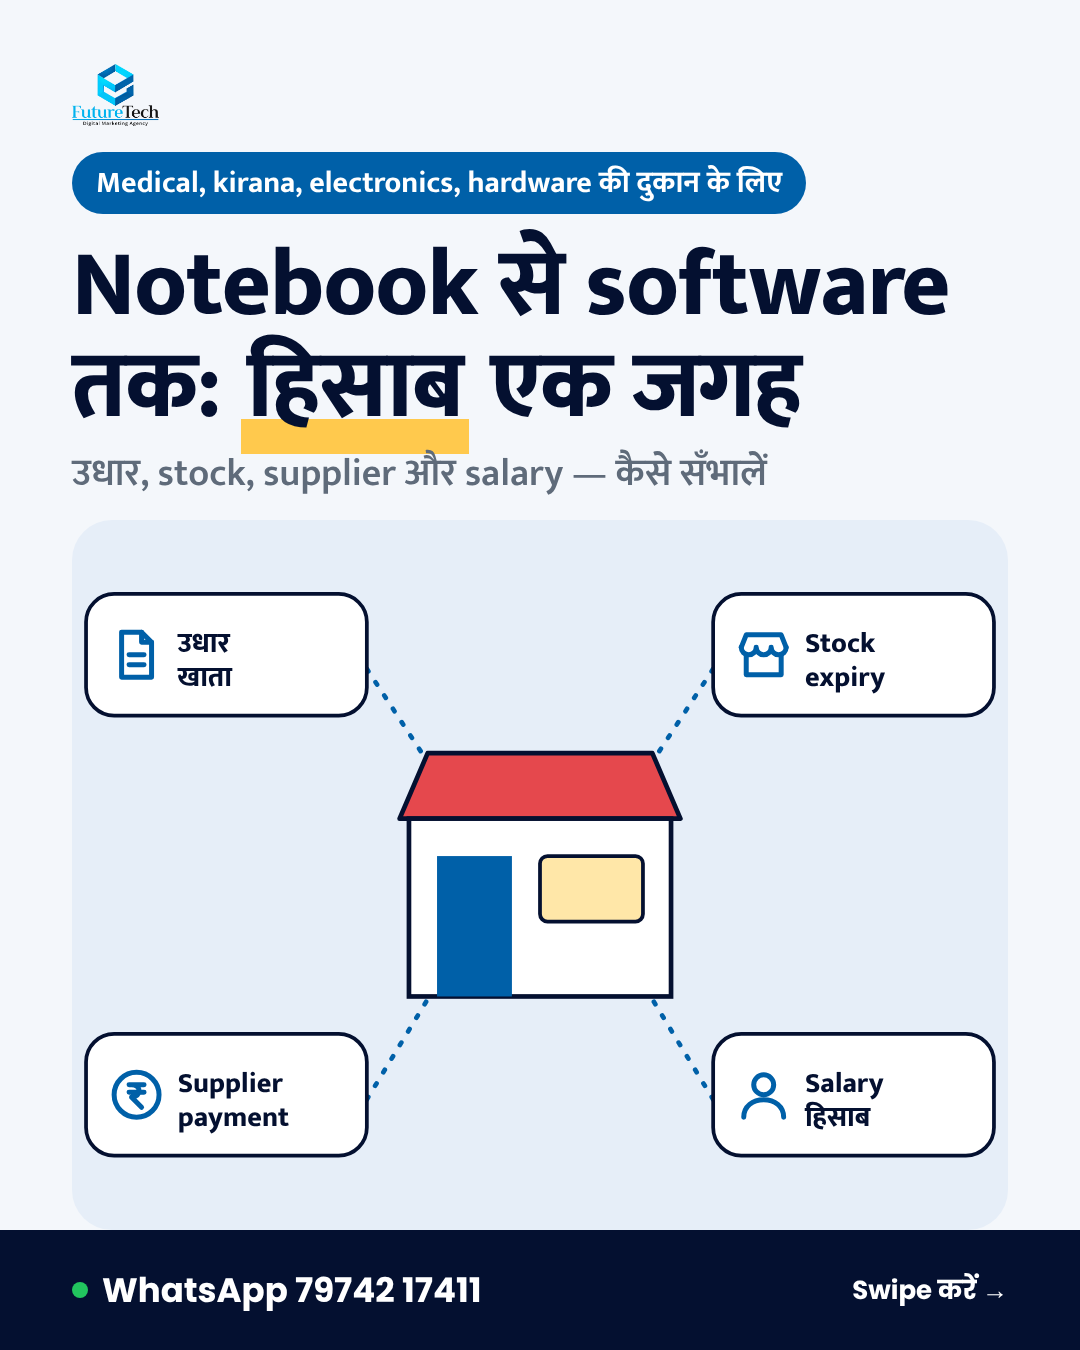 FutureTech
Digital Marketing Agency
Medical, kirana, electronics, hardware की दुकान के लिए
Notebook से software
तक: हिसाब एक जगह
उधार, stock, supplier और salary — कैसे सँभालें
उधार
खाता
Stock
expiry
Supplier
payment
Salary
हिसाब
WhatsApp 79742 17411
Swipe करें →